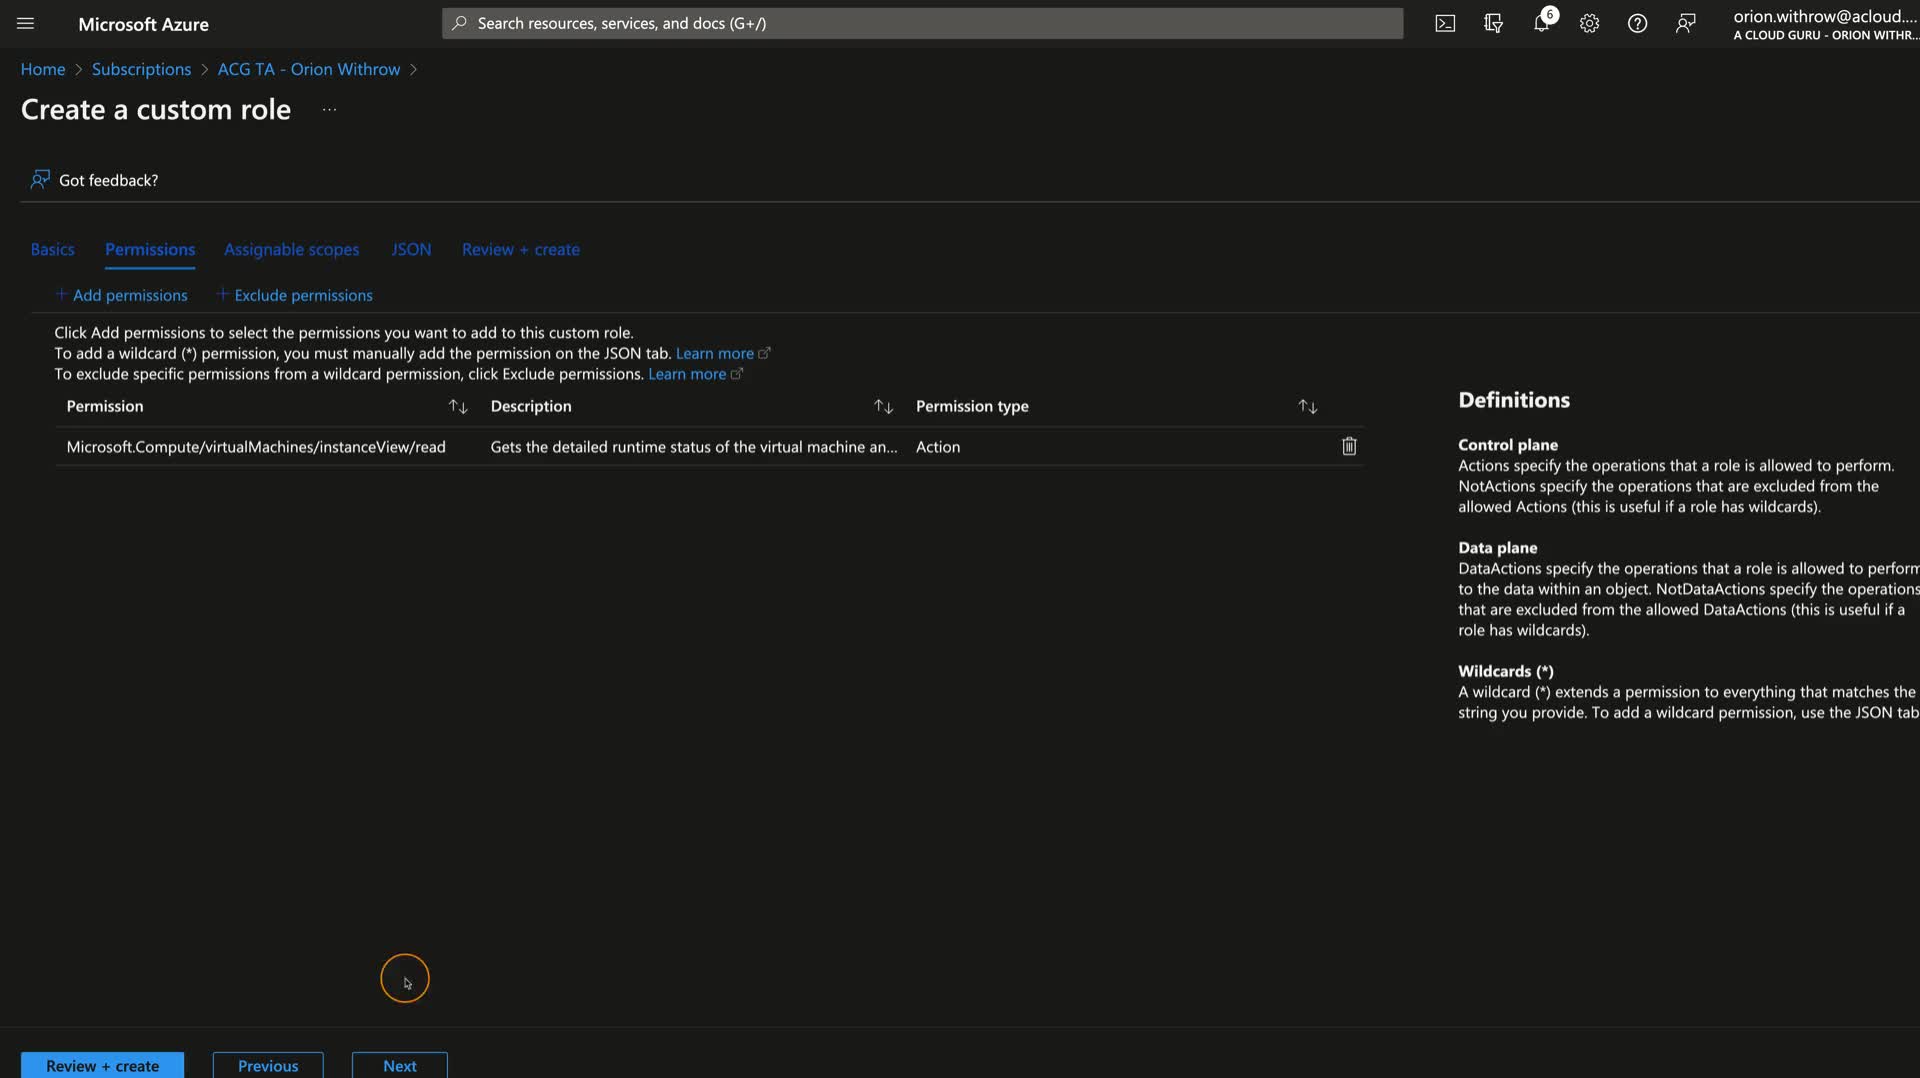 Microsoft Azure
Search resources, services, and docs (G+/)
6
orion.withrow@acloud....
A CLOUD GURU - ORION WITHR...
Home > Subscriptions > ACG TA - Orion Withrow >
Create a custom role ...
Got feedback?
Basics Permissions Assignable scopes JSON Review + create
+ Add permissions + Exclude permissions
Click Add permissions to select the permissions you want to add to this custom role.
To add a wildcard (*) permission, you must manually add the permission on the JSON tab. Learn more
To exclude specific permissions from a wildcard permission, click Exclude permissions. Learn more
Permission Description Permission type
Microsoft.Compute/virtualMachines/instanceView/read Gets the detailed runtime status of the virtual machine an... Action
Definitions
Control plane
Actions specify the operations that a role is allowed to perform.
NotActions specify the operations that are excluded from the
allowed Actions (this is useful if a role has wildcards).
Data plane
DataActions specify the operations that a role is allowed to perform
to the data within an object. NotDataActions specify the operations
that are excluded from the allowed DataActions (this is useful if a
role has wildcards).
Wildcards (*)
A wildcard (*) extends a permission to everything that matches the
string you provide. To add a wildcard permission, use the JSON tab
Review + create Previous Next